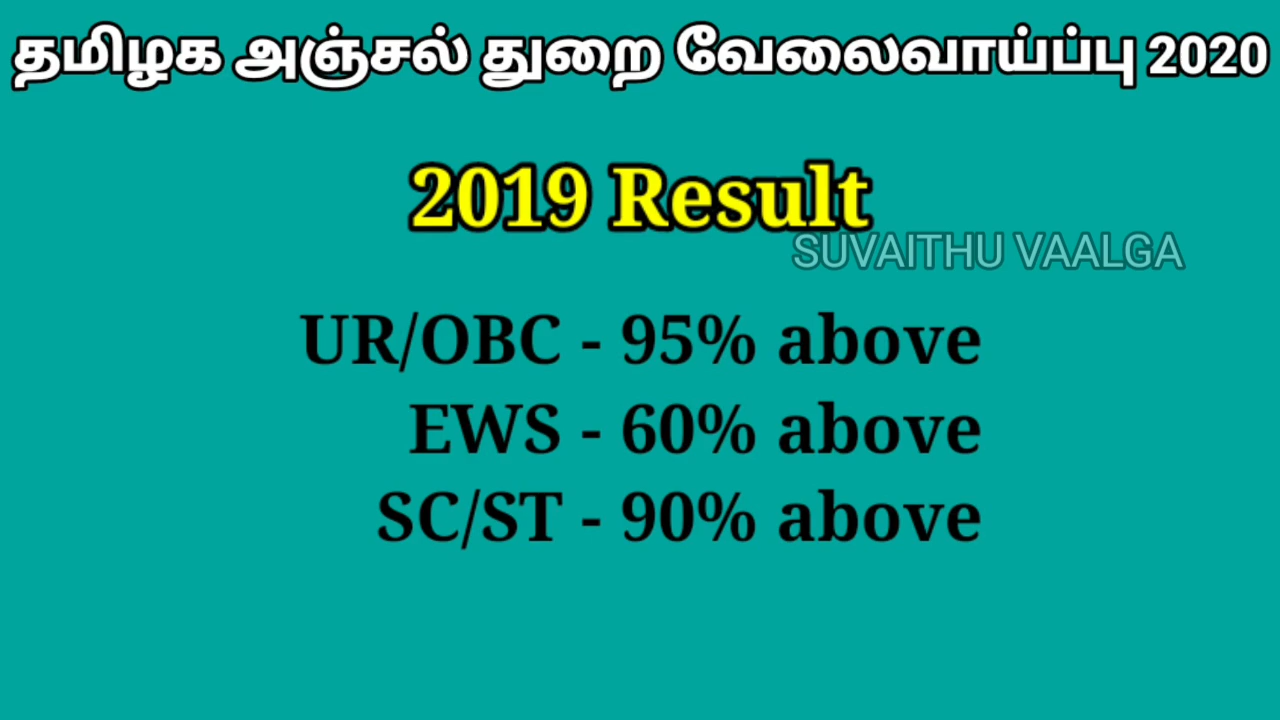 தமிழக அஞ்சல் துறை வேலைவாய்ப்பு 2020
2019 Result
SUVAITHU VAALGA
UR/OBC - 95% above
EWS - 60% above
SC/ST - 90% above